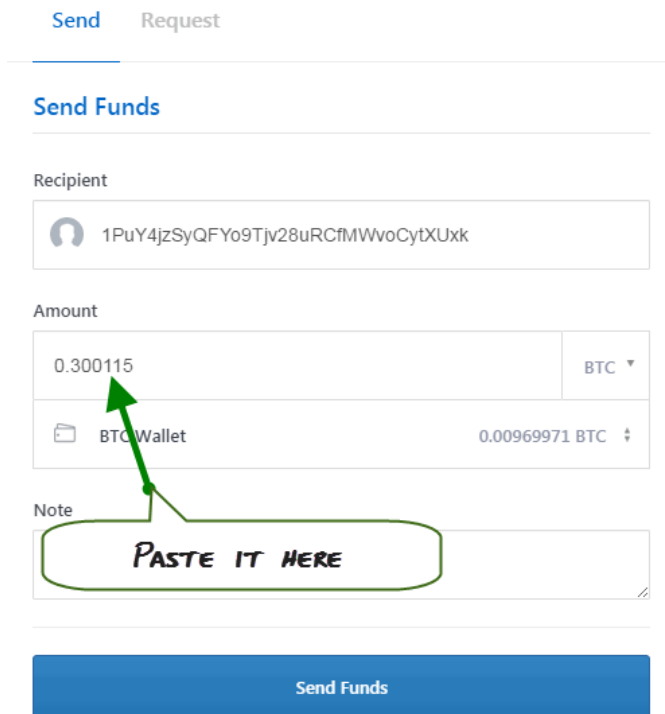 Send Request
Send Funds
Recipient
1PuY4jzSyQFYo9Tjv28uRCfMWvoCytXUxk
Amount
0.300115 BTC
BTC Wallet 0.00969971 BTC
Note
PASTE IT HERE
Send Funds